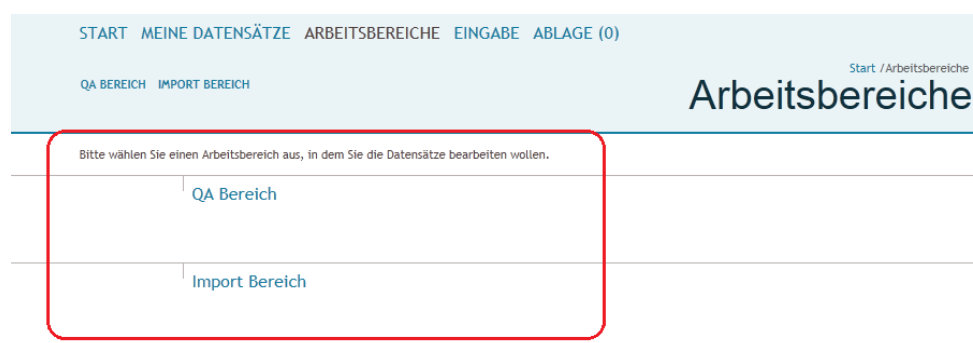 START MEINE DATENSÄTZE ARBEITSBEREICHE EINGABE ABLAGE (0)
QA BEREICH IMPORT BEREICH
Start /Arbeitsbereiche
Arbeitsbereiche
Bitte wählen Sie einen Arbeitsbereich aus, in dem Sie die Datensätze bearbeiten wollen.
QA Bereich
Import Bereich